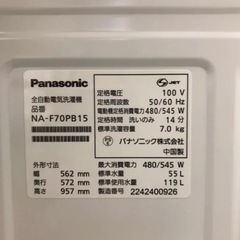 Panasonic
全自動電気洗濯機
品番
NA-F70PB15
JET
定格電圧 100 V
定格周波数 50/60 Hz
電動機定格消費電力 480/545 W
定格時間 洗いのみ 14 分
標準洗濯容量 7.0 kg
パナソニック株式会社
中国製
外形寸法
幅 562 mm
奥行 572 mm
高さ 957 mm
最大消費電力 480/545 W
標準水量 55 L
標準使用水量 119 L
製造番号 2242400926